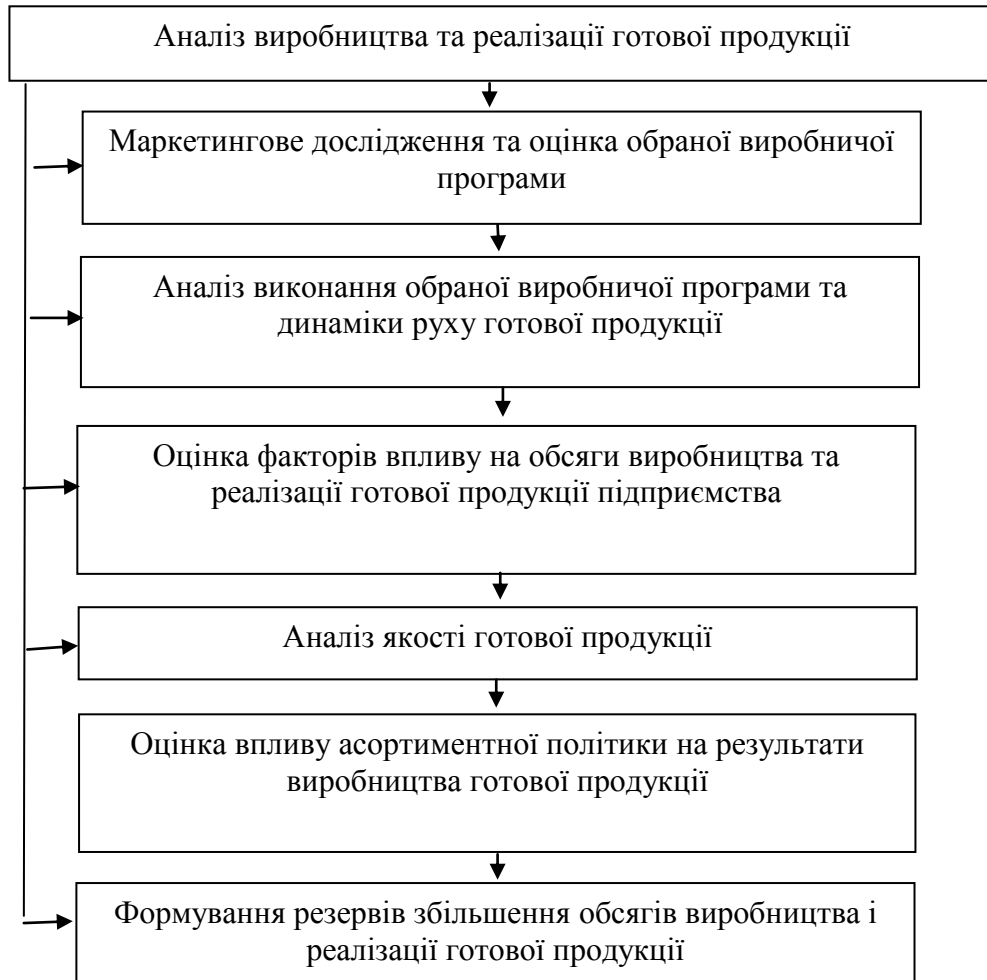 Аналіз виробництва та реалізації готової продукції
Маркетингове дослідження та оцінка обраної виробничої
програми
Аналіз виконання обраної виробничої програми та
динаміки руху готової продукції
Оцінка факторів впливу на обсяги виробництва та
реалізації готової продукції підприємства
Аналіз якості готової продукції
Оцінка впливу асортиментної політики на результати
виробництва готової продукції
Формування резервів збільшення обсягів виробництва і
реалізації готової продукції